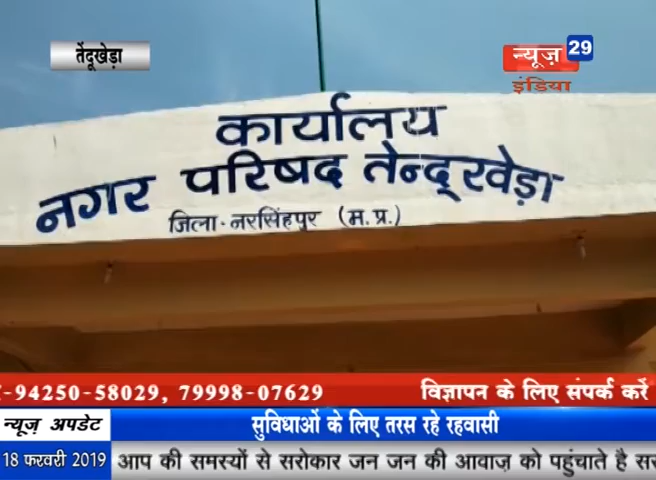 तेंदूखेड़ा
न्यूज़ 29
इंडिया
कार्यालय
नगर परिषद तेन्दूखेड़ा
जिला-नरसिंहपुर (म.प्र.)
-94250-58029, 79998-07629 विज्ञापन के लिए संपर्क करें
न्यूज़ अपडेट सुविधाओं के लिए तरस रहे रहवासी
18 फरवरी 2019 आप की समस्यों से सरोकार जन जन की आवाज़ को पहुंचाते है